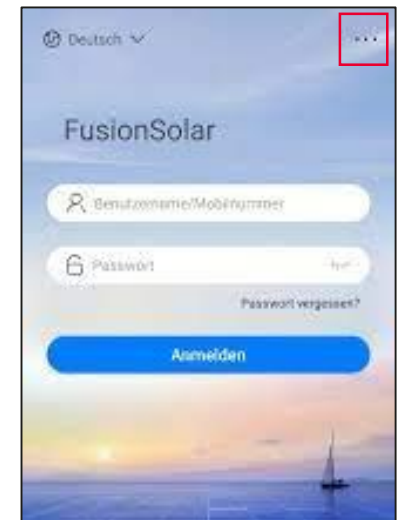 Deutsch
FusionSolar
Benutzername/Mobilnummer
Passwort
Passwort vergessen?
Anmelden